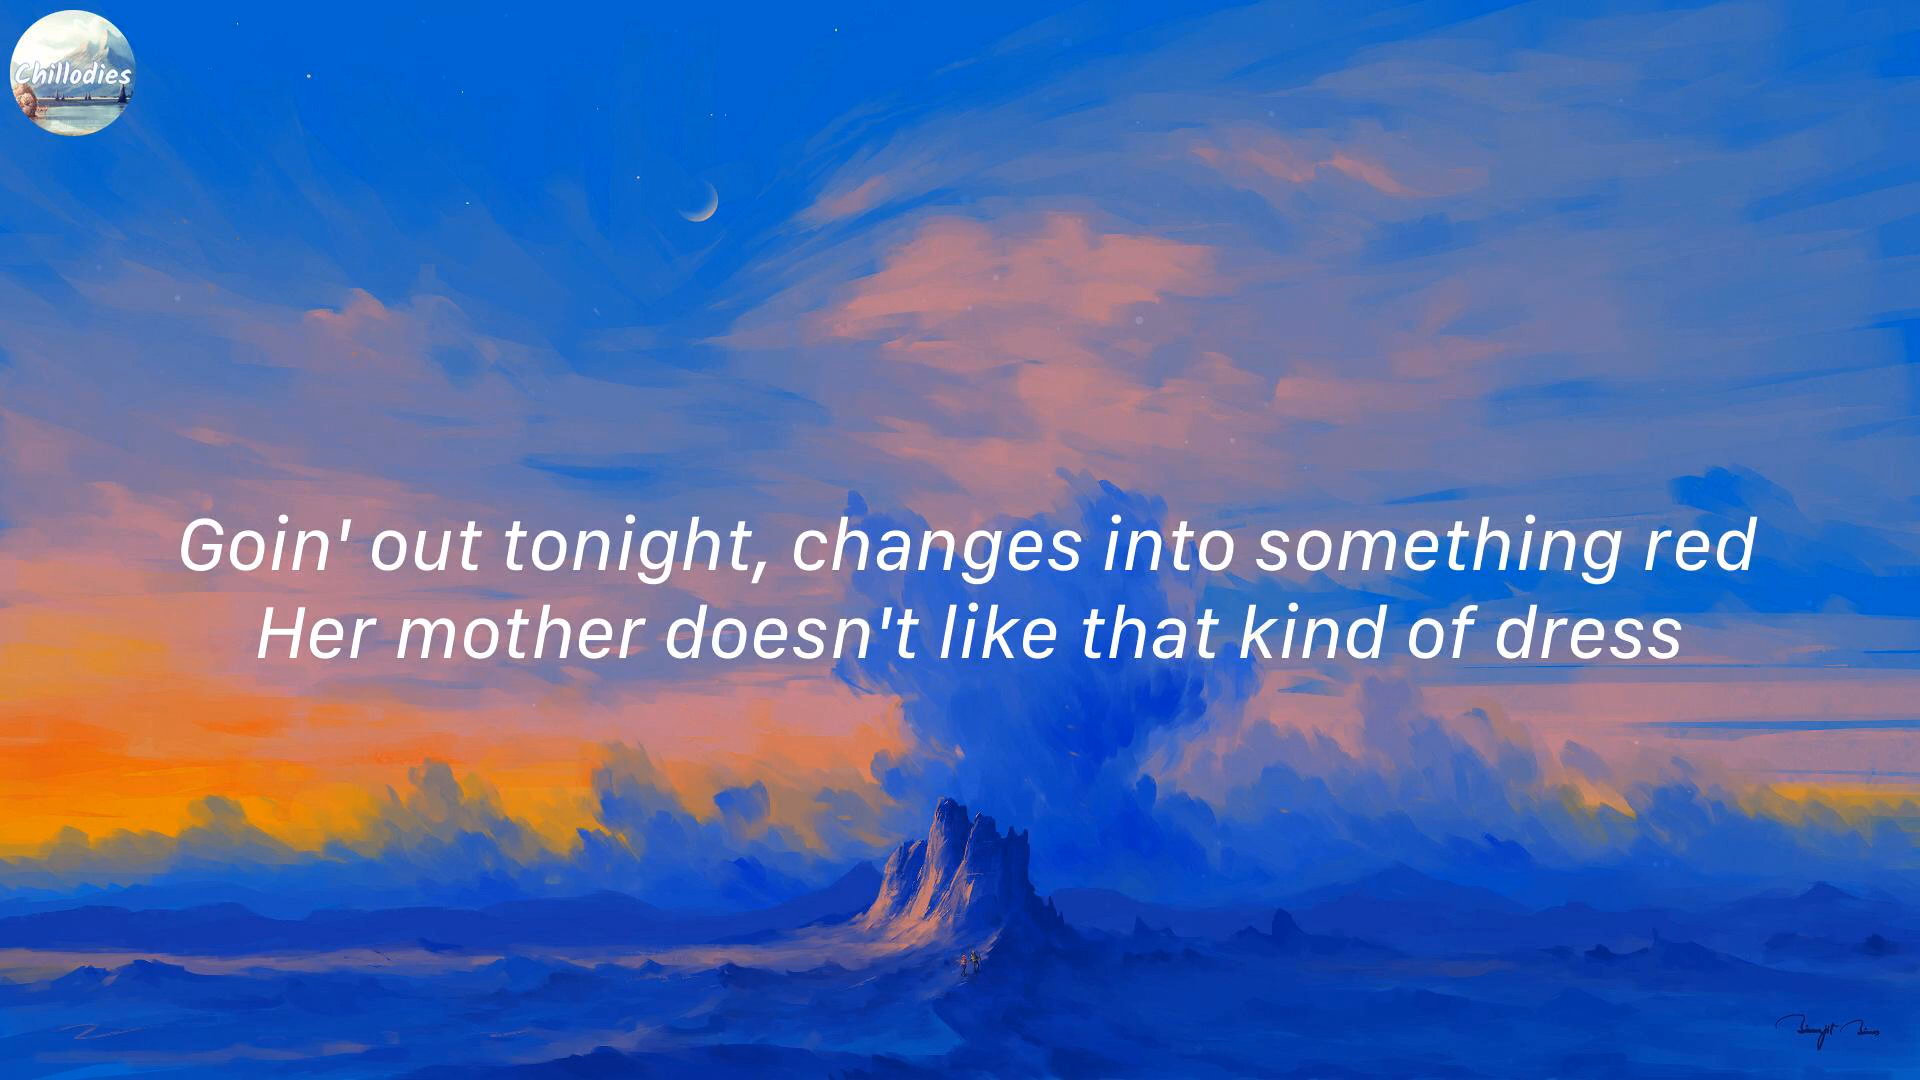 Chillodies
Goin' out tonight, changes into something red
Her mother doesn't like that kind of dress